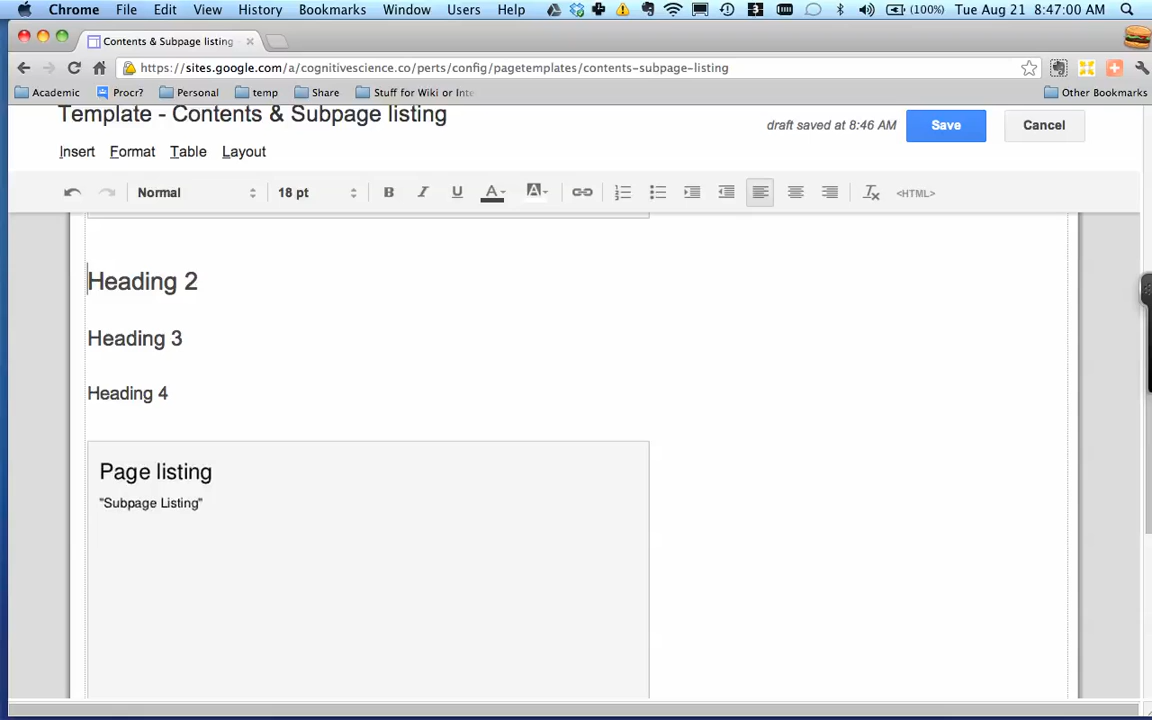 Chrome File Edit View History Bookmarks Window Users Help (100%) Tue Aug 21 8:47:00 AM
Contents & Subpage listing
https://sites.google.com/a/cognitivescience.co/perts/config/pagetemplates/contents-subpage-listing
Academic Procr? Personal temp Share Stuff for Wiki or Inte Other Bookmarks
Template - Contents & Subpage listing
draft saved at 8:46 AM Save Cancel
Insert Format Table Layout
Normal 18 pt B I U A A <HTML>
Heading 2
Heading 3
Heading 4
Page listing
"Subpage Listing"